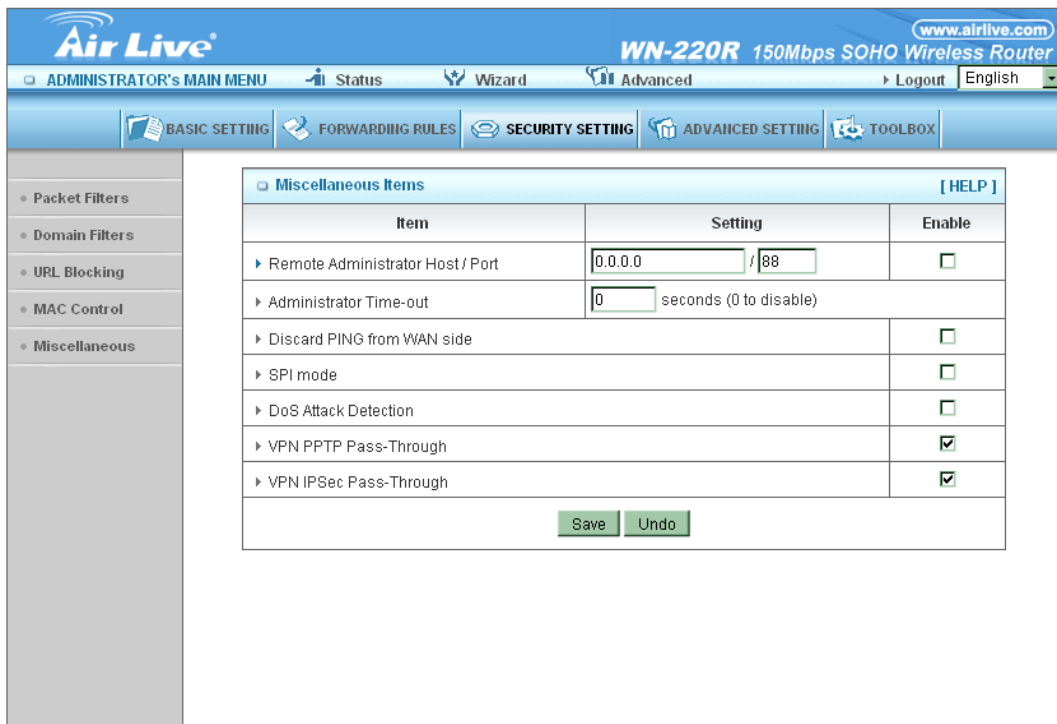 Air Live®
www.airlive.com
WN-220R 150Mbps SOHO Wireless Router
ADMINISTRATOR's MAIN MENU Status Wizard Advanced Logout English
BASIC SETTING FORWARDING RULES SECURITY SETTING ADVANCED SETTING TOOLBOX
Packet Filters
Domain Filters
URL Blocking
MAC Control
Miscellaneous
Miscellaneous Items [ HELP ]
Item Setting Enable
Remote Administrator Host / Port 0.0.0.0 / 88
Administrator Time-out 0 seconds (0 to disable)
Discard PING from WAN side
SPI mode
DoS Attack Detection
VPN PPTP Pass-Through
VPN IPSec Pass-Through
Save Undo